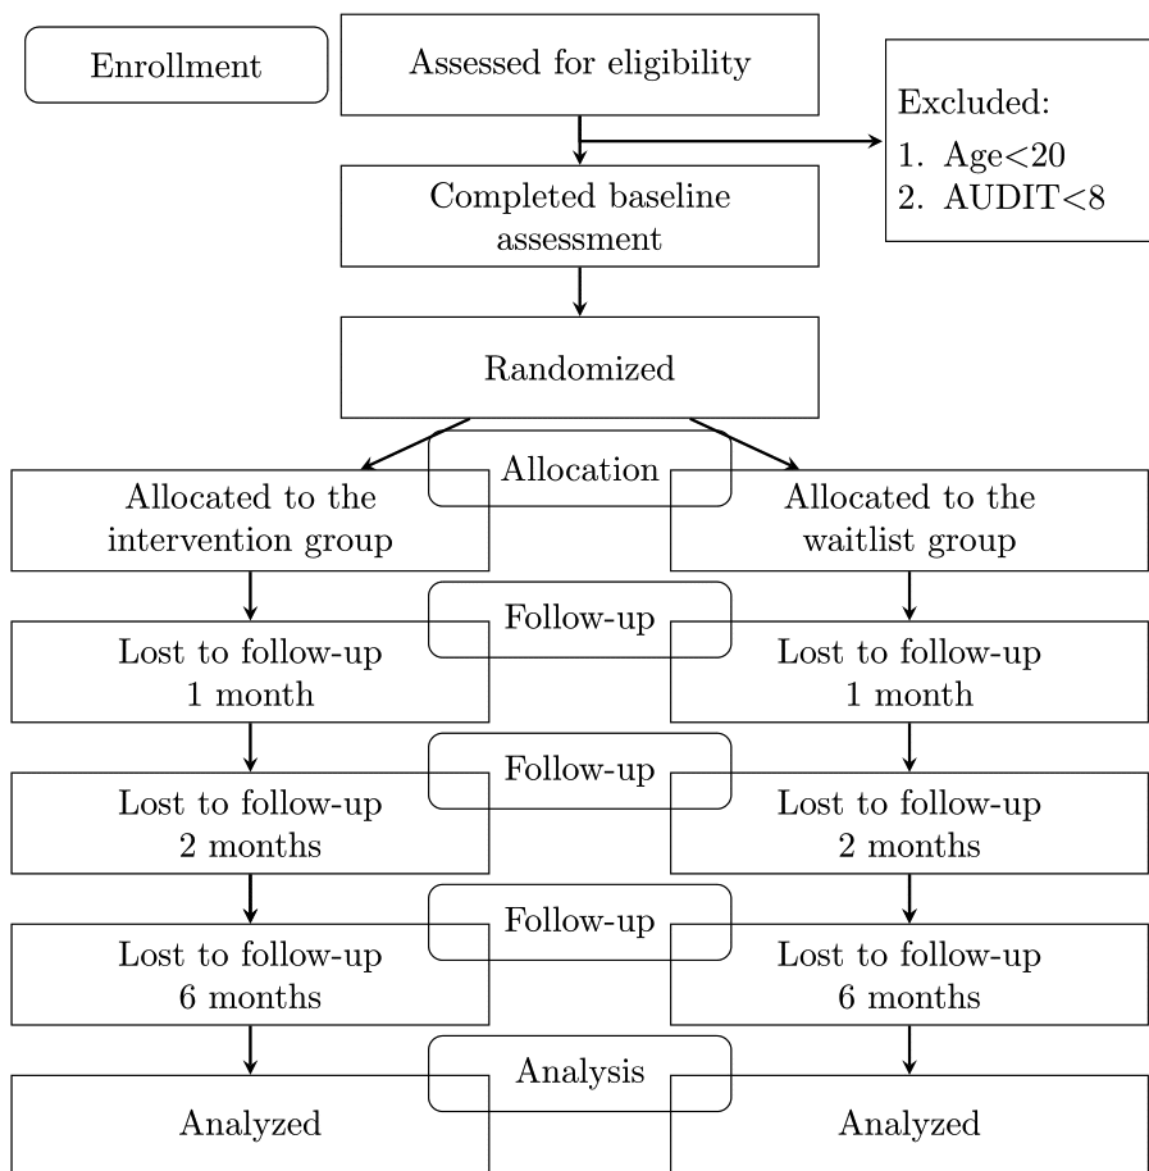 Enrollment
Assessed for eligibility
Excluded:
1. Age<20
2. AUDIT<8
Completed baseline
assessment
Randomized
Allocation
Allocated to the
intervention group
Allocated to the
waitlist group
Follow-up
Lost to follow-up
1 month
Lost to follow-up
1 month
Follow-up
Lost to follow-up
2 months
Lost to follow-up
2 months
Follow-up
Lost to follow-up
6 months
Lost to follow-up
6 months
Analysis
Analyzed
Analyzed